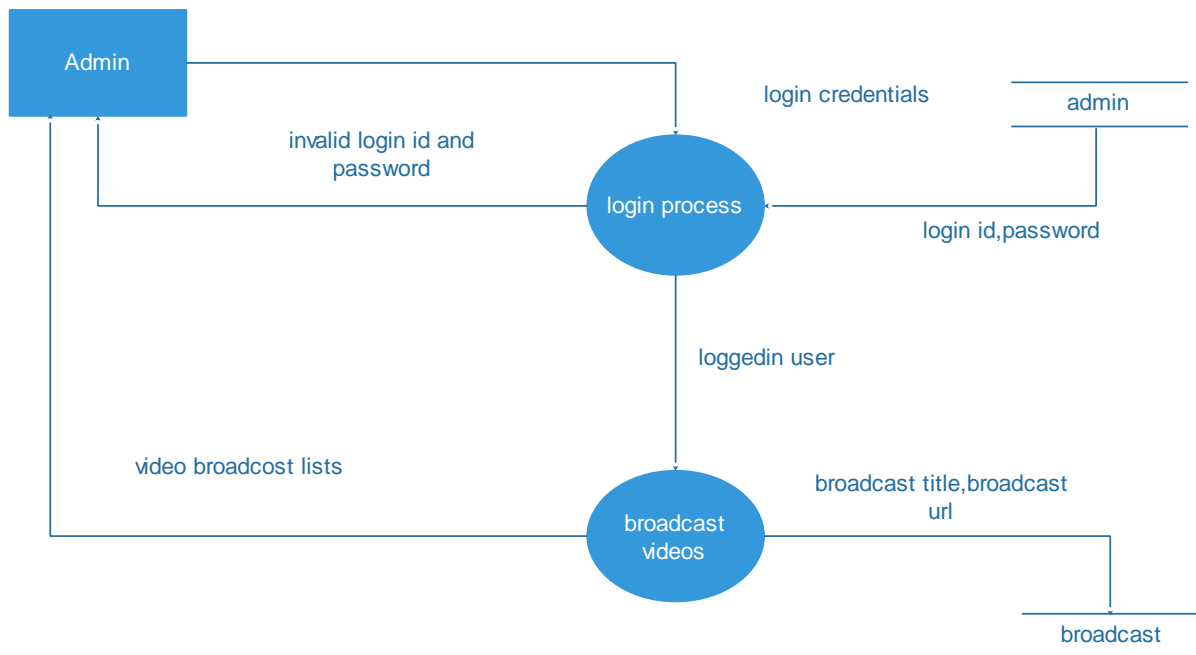 Admin
login credentials
admin
invalid login id and
password
login process
login id,password
loggedin user
video broadcost lists
broadcast title,broadcast
url
broadcast
videos
broadcast